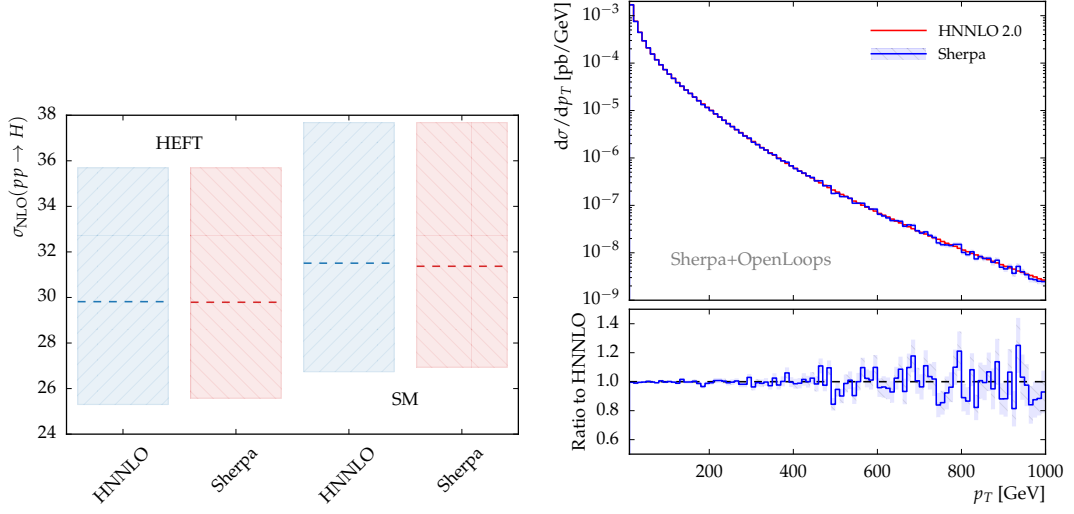 38
36
34
32
30
28
26
24
σNLO(pp → H)
HEFT
SM
HNNLO
Sherpa
HNNLO
Sherpa
10⁻³
10⁻⁴
10⁻⁵
10⁻⁶
10⁻⁷
10⁻⁸
10⁻⁹
dσ/dpT [pb/GeV]
HNNLO 2.0
Sherpa
Sherpa+OpenLoops
1.4
1.2
1.0
0.8
0.6
Ratio to HNNLO
200
400
600
800
1000
pT [GeV]